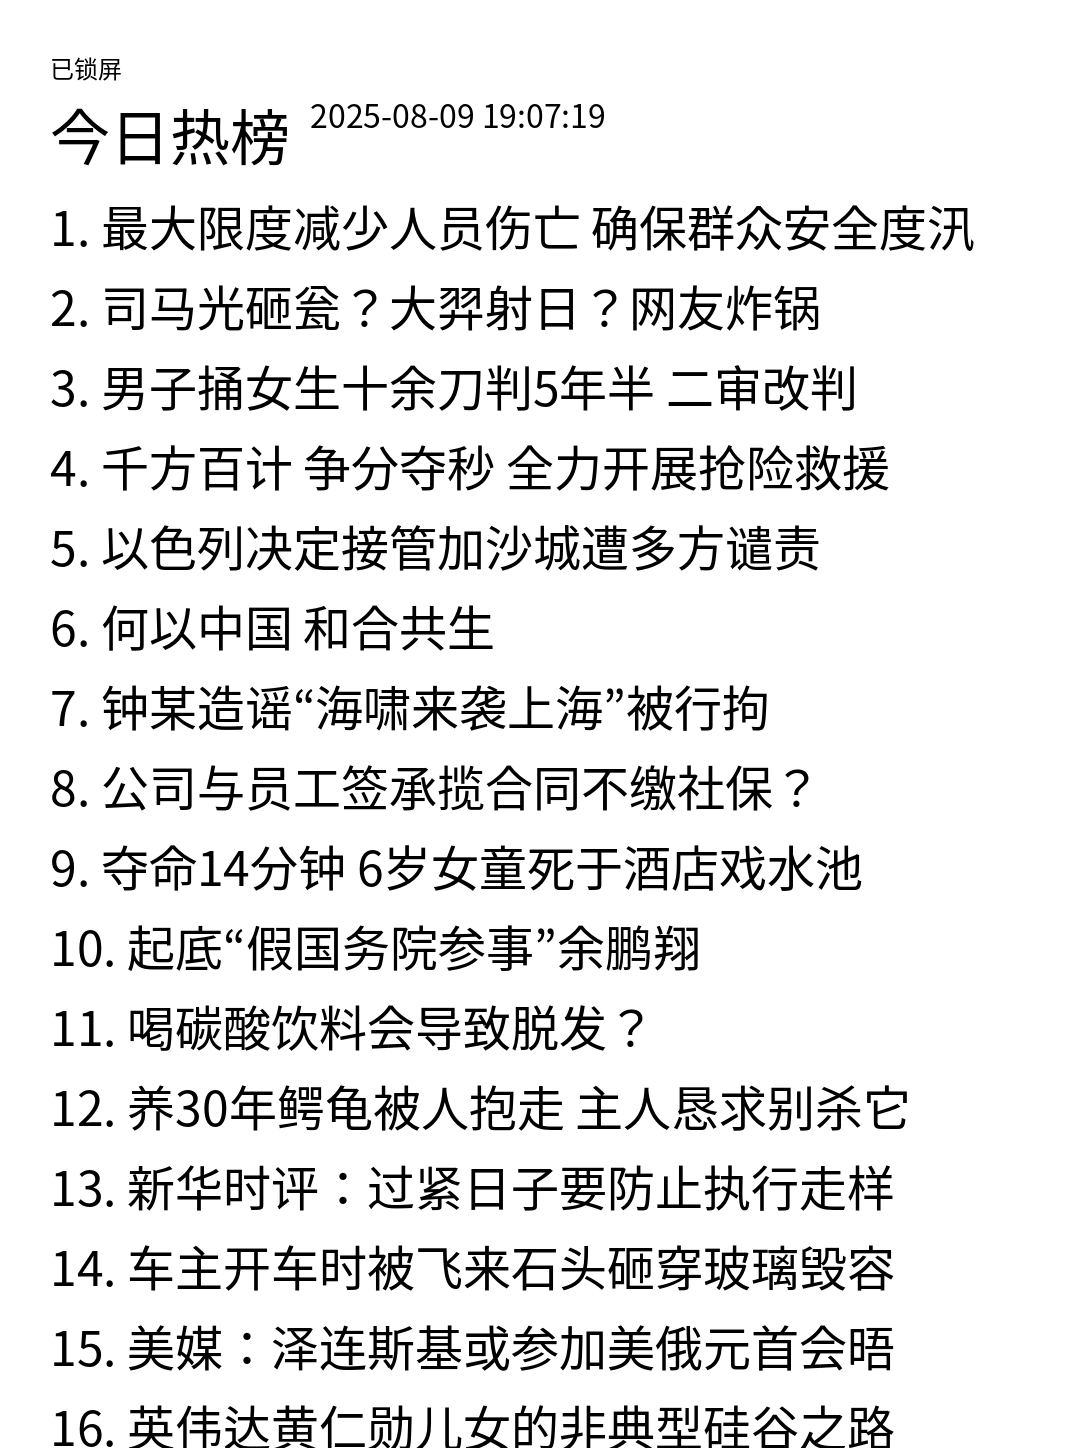 已锁屏
今日热榜 2025-08-09 19:07:19
1. 最大限度减少人员伤亡 确保群众安全度汛
2. 司马光砸瓮？大羿射日？网友炸锅
3. 男子捅女生十余刀判5年半 二审改判
4. 千方百计 争分夺秒 全力开展抢险救援
5. 以色列决定接管加沙城遭多方谴责
6. 何以中国 和合共生
7. 钟某造谣“海啸来袭上海”被行拘
8. 公司与员工签承揽合同不缴社保？
9. 夺命14分钟 6岁女童死于酒店戏水池
10. 起底“假国务院参事”余鹏翔
11. 喝碳酸饮料会导致脱发？
12. 养30年鳄龟被人抱走 主人恳求别杀它
13. 新华时评：过紧日子要防止执行走样
14. 车主开车时被飞来石头砸穿玻璃毁容
15. 美媒：泽连斯基或参加美俄元首会晤
16. 英伟达黄仁勋儿女的非典型硅谷之路